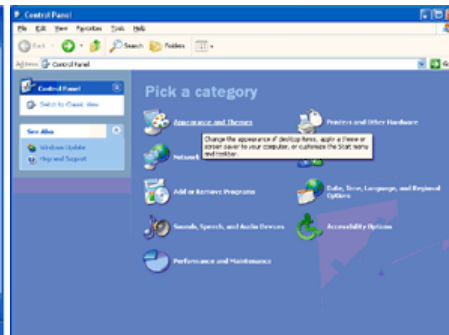 Control Panel
File Edit View Favorites Tools Help
Back Search Folders
Address Control Panel Go
Control Panel
Switch to Classic View
See Also
Windows Update
Help and Support
Pick a category
Appearance and Themes
Printers and Other Hardware
Change the appearance of desktop items, apply a theme or
screen saver to your computer, or customize the Start menu
and taskbar.
Network
Add or Remove Programs
Date, Time, Language, and Regional
Options
Sounds, Speech, and Audio Devices
Accessibility Options
Performance and Maintenance